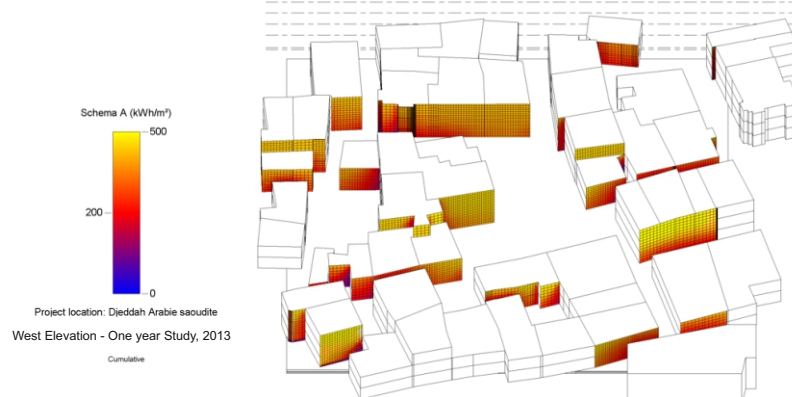 Schema A (kWh/m²)
500
200
0
Project location: Djeddah Arabie saoudite
West Elevation - One year Study, 2013
Cumulative